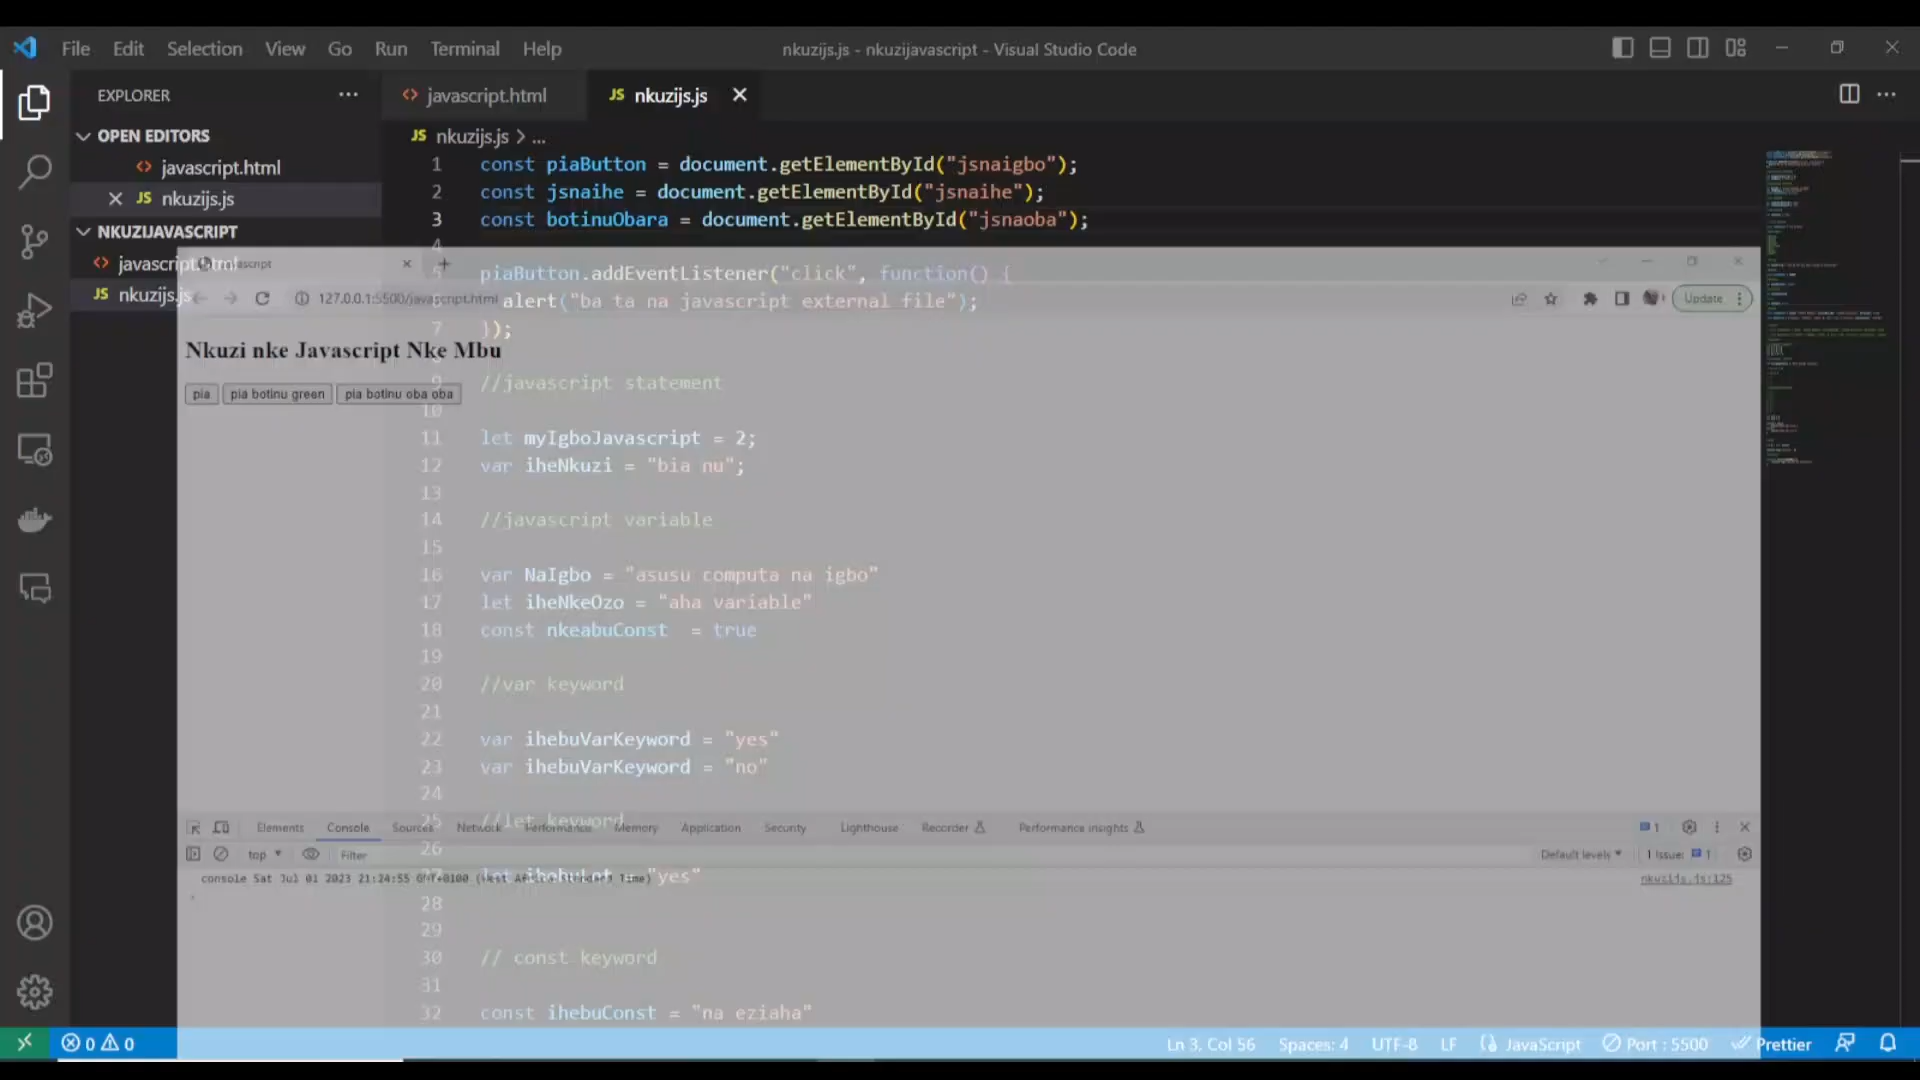 File Edit Selection View Go Run Terminal Help
nkuzijs.js - nkuzijavascript - Visual Studio Code
EXPLORER
OPEN EDITORS
javascript.html
nkuzijs.js
NKUZIJAVASCRIPT
nkuzijs.js
javascript.html
nkuzijs.js
nkuzijs.js > ...
1 const piaButton = document.getElementById("jsnaigbo");
2 const jsnaihe = document.getElementById("jsnaihe");
3 const botinuObara = document.getElementById("jsnaoba");
4
5 piaButton.addEventListener("click", function() {
alert("ba ta na javascript external file");
7 });
127.0.0.1:5500/javascript.html
Update
Nkuzi nke Javascript Nke Mbu
pia
pia botinu green
pia botinu oba oba
9 //javascript statement
10
11 let myIgboJavascript = 2;
12 var iheNkuzi = "bia nu";
13
14 //javascript variable
15
16 var NaIgbo = "asusu computa na igbo"
17 let iheNkeOzo = "aha variable"
18 const nkeabuConst = true
19
20 //var keyword
21
22 var ihebuVarKeyword = "yes"
23 var ihebuVarKeyword = "no"
24
25 //let keyword
26
let ihebuLet = "yes"
28
29
30 // const keyword
31
32 const ihebuConst = "na eziaha"
Elements Console Sources Network Performance Memory Application Security Lighthouse Recorder Performance insights
1
top Filter
Default levels 1 Issue: 1
console Sat Jul 01 2023 21:24:55 GMT+0100 (West Africa Standard Time)
nkuzijs.js:125
0 0
Ln 3, Col 56 Spaces: 4 UTF-8 LF JavaScript Port : 5500 Prettier